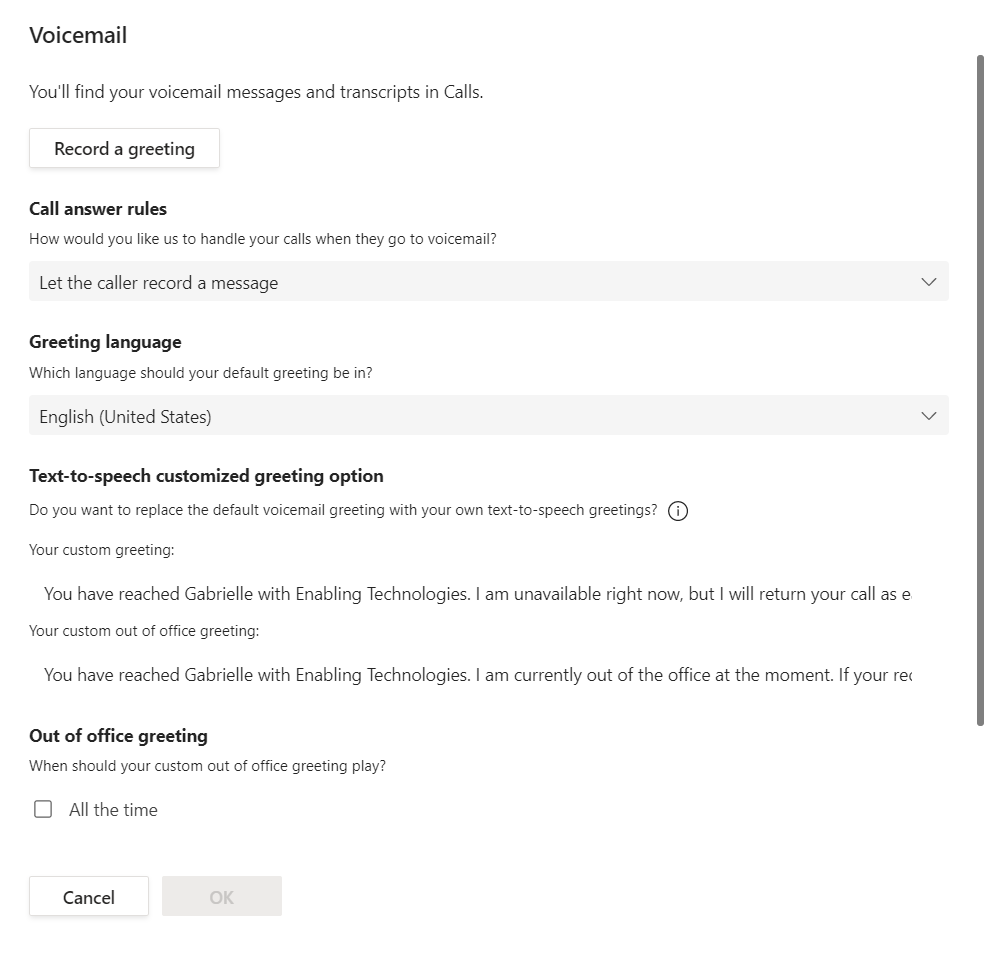 Voicemail
You'll find your voicemail messages and transcripts in Calls.
Record a greeting
Call answer rules
How would you like us to handle your calls when they go to voicemail?
Let the caller record a message
Greeting language
Which language should your default greeting be in?
English (United States)
Text-to-speech customized greeting option
Do you want to replace the default voicemail greeting with your own text-to-speech greetings?
Your custom greeting:
You have reached Gabrielle with Enabling Technologies. I am unavailable right now, but I will return your call as
Your custom out of office greeting:
You have reached Gabrielle with Enabling Technologies. I am currently out of the office at the moment. If your
Out of office greeting
When should your custom out of office greeting play?
All the time
Cancel
OK